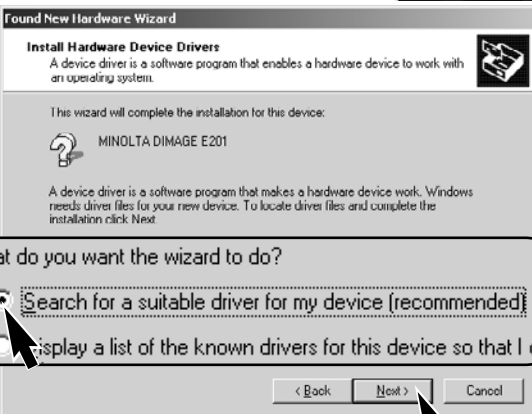 Found New Hardware Wizard
Install Hardware Device Drivers
A device driver is a software program that enables a hardware device to work with
an operating system.
This wizard will complete the installation for this device:
MINOLTA DIMAGE E201
A device driver is a software program that makes a hardware device work. Windows
needs driver files for your new device. To locate driver files and complete the
installation click Next.
at do you want the wizard to do?
Search for a suitable driver for my device (recommended)
isplay a list of the known drivers for this device so that I
< Back Next > Cancel